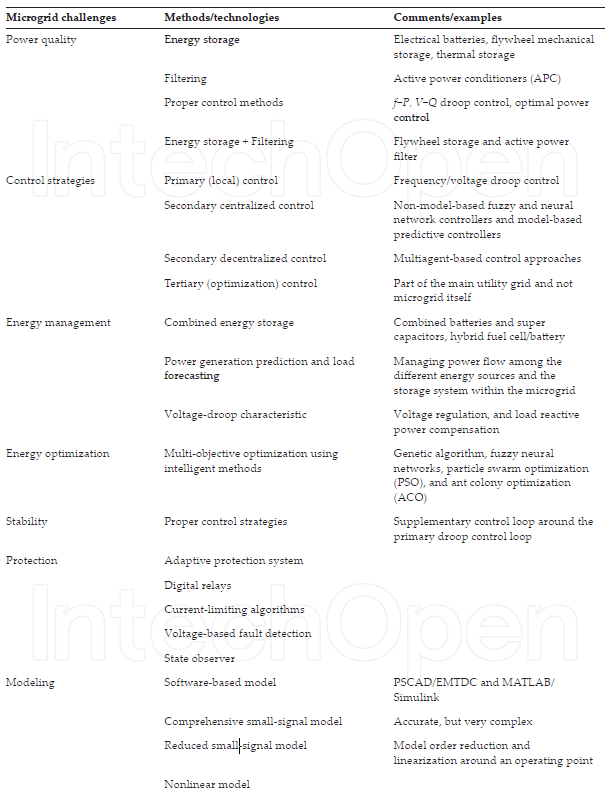 Microgrid challenges Methods/technologies Comments/examples
Power quality Energy storage Electrical batteries, flywheel mechanical
storage, thermal storage
Filtering Active power conditioners (APC)
Proper control methods f–P, V–Q droop control, optimal power
control
Energy storage + Filtering Flywheel storage and active power
filter
Control strategies Primary (local) control Frequency/voltage droop control
Secondary centralized control Non-model-based fuzzy and neural
network controllers and model-based
predictive controllers
Secondary decentralized control Multiagent-based control approaches
Tertiary (optimization) control Part of the main utility grid and not
microgrid itself
Energy management Combined energy storage Combined batteries and super
capacitors, hybrid fuel cell/battery
Power generation prediction and load Managing power flow among the
forecasting different energy sources and the
storage system within the microgrid
Voltage-droop characteristic Voltage regulation, and load reactive
power compensation
Energy optimization Multi-objective optimization using Genetic algorithm, fuzzy neural
intelligent methods networks, particle swarm optimization
(PSO), and ant colony optimization
(ACO)
Stability Proper control strategies Supplementary control loop around the
primary droop control loop
Protection Adaptive protection system
Digital relays
Current-limiting algorithms
Voltage-based fault detection
State observer
Modeling Software-based model PSCAD/EMTDC and MATLAB/
Simulink
Comprehensive small-signal model Accurate, but very complex
Reduced small-signal model Model order reduction and
linearization around an operating point
Nonlinear model
IntechOpen
IntechOpen